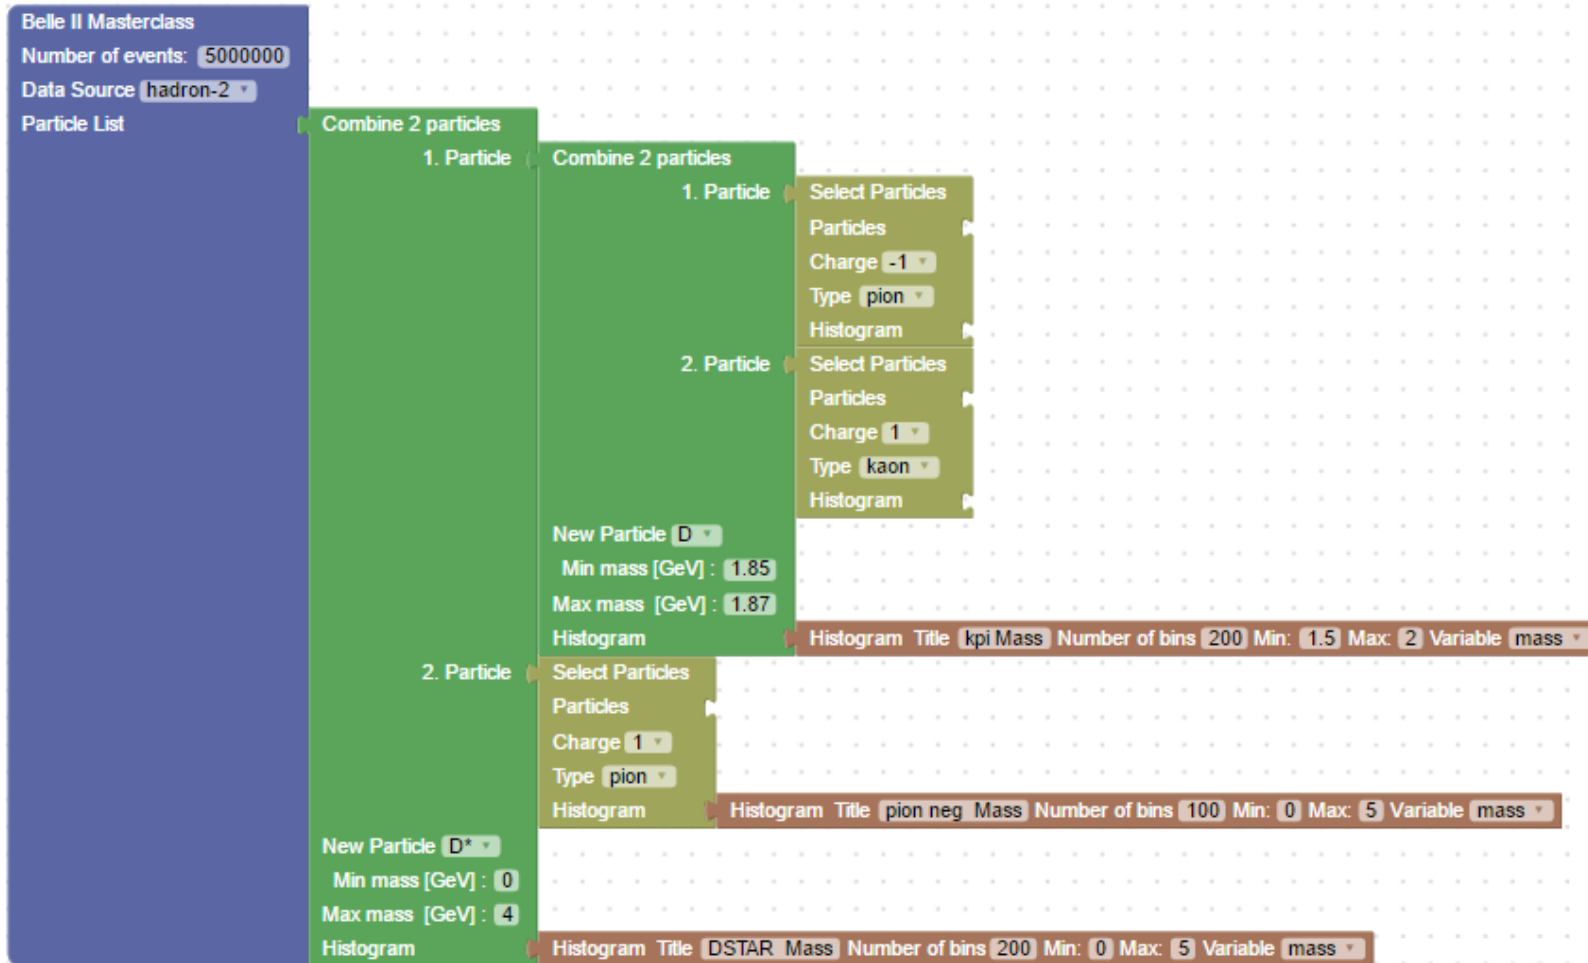 Belle II Masterclass
Number of events: 5000000
Data Source hadron-2
Particle List
Combine 2 particles
1. Particle
Combine 2 particles
1. Particle
Select Particles
Particles
Charge -1
Type pion
Histogram
2. Particle
Select Particles
Particles
Charge 1
Type kaon
Histogram
New Particle D
Min mass [GeV] : 1.85
Max mass [GeV] : 1.87
Histogram
Histogram Title kpi Mass Number of bins 200 Min: 1.5 Max: 2 Variable mass
2. Particle
Select Particles
Particles
Charge 1
Type pion
Histogram
Histogram Title pion neg Mass Number of bins 100 Min: 0 Max: 5 Variable mass
New Particle D*
Min mass [GeV] : 0
Max mass [GeV] : 4
Histogram
Histogram Title DSTAR Mass Number of bins 200 Min: 0 Max: 5 Variable mass